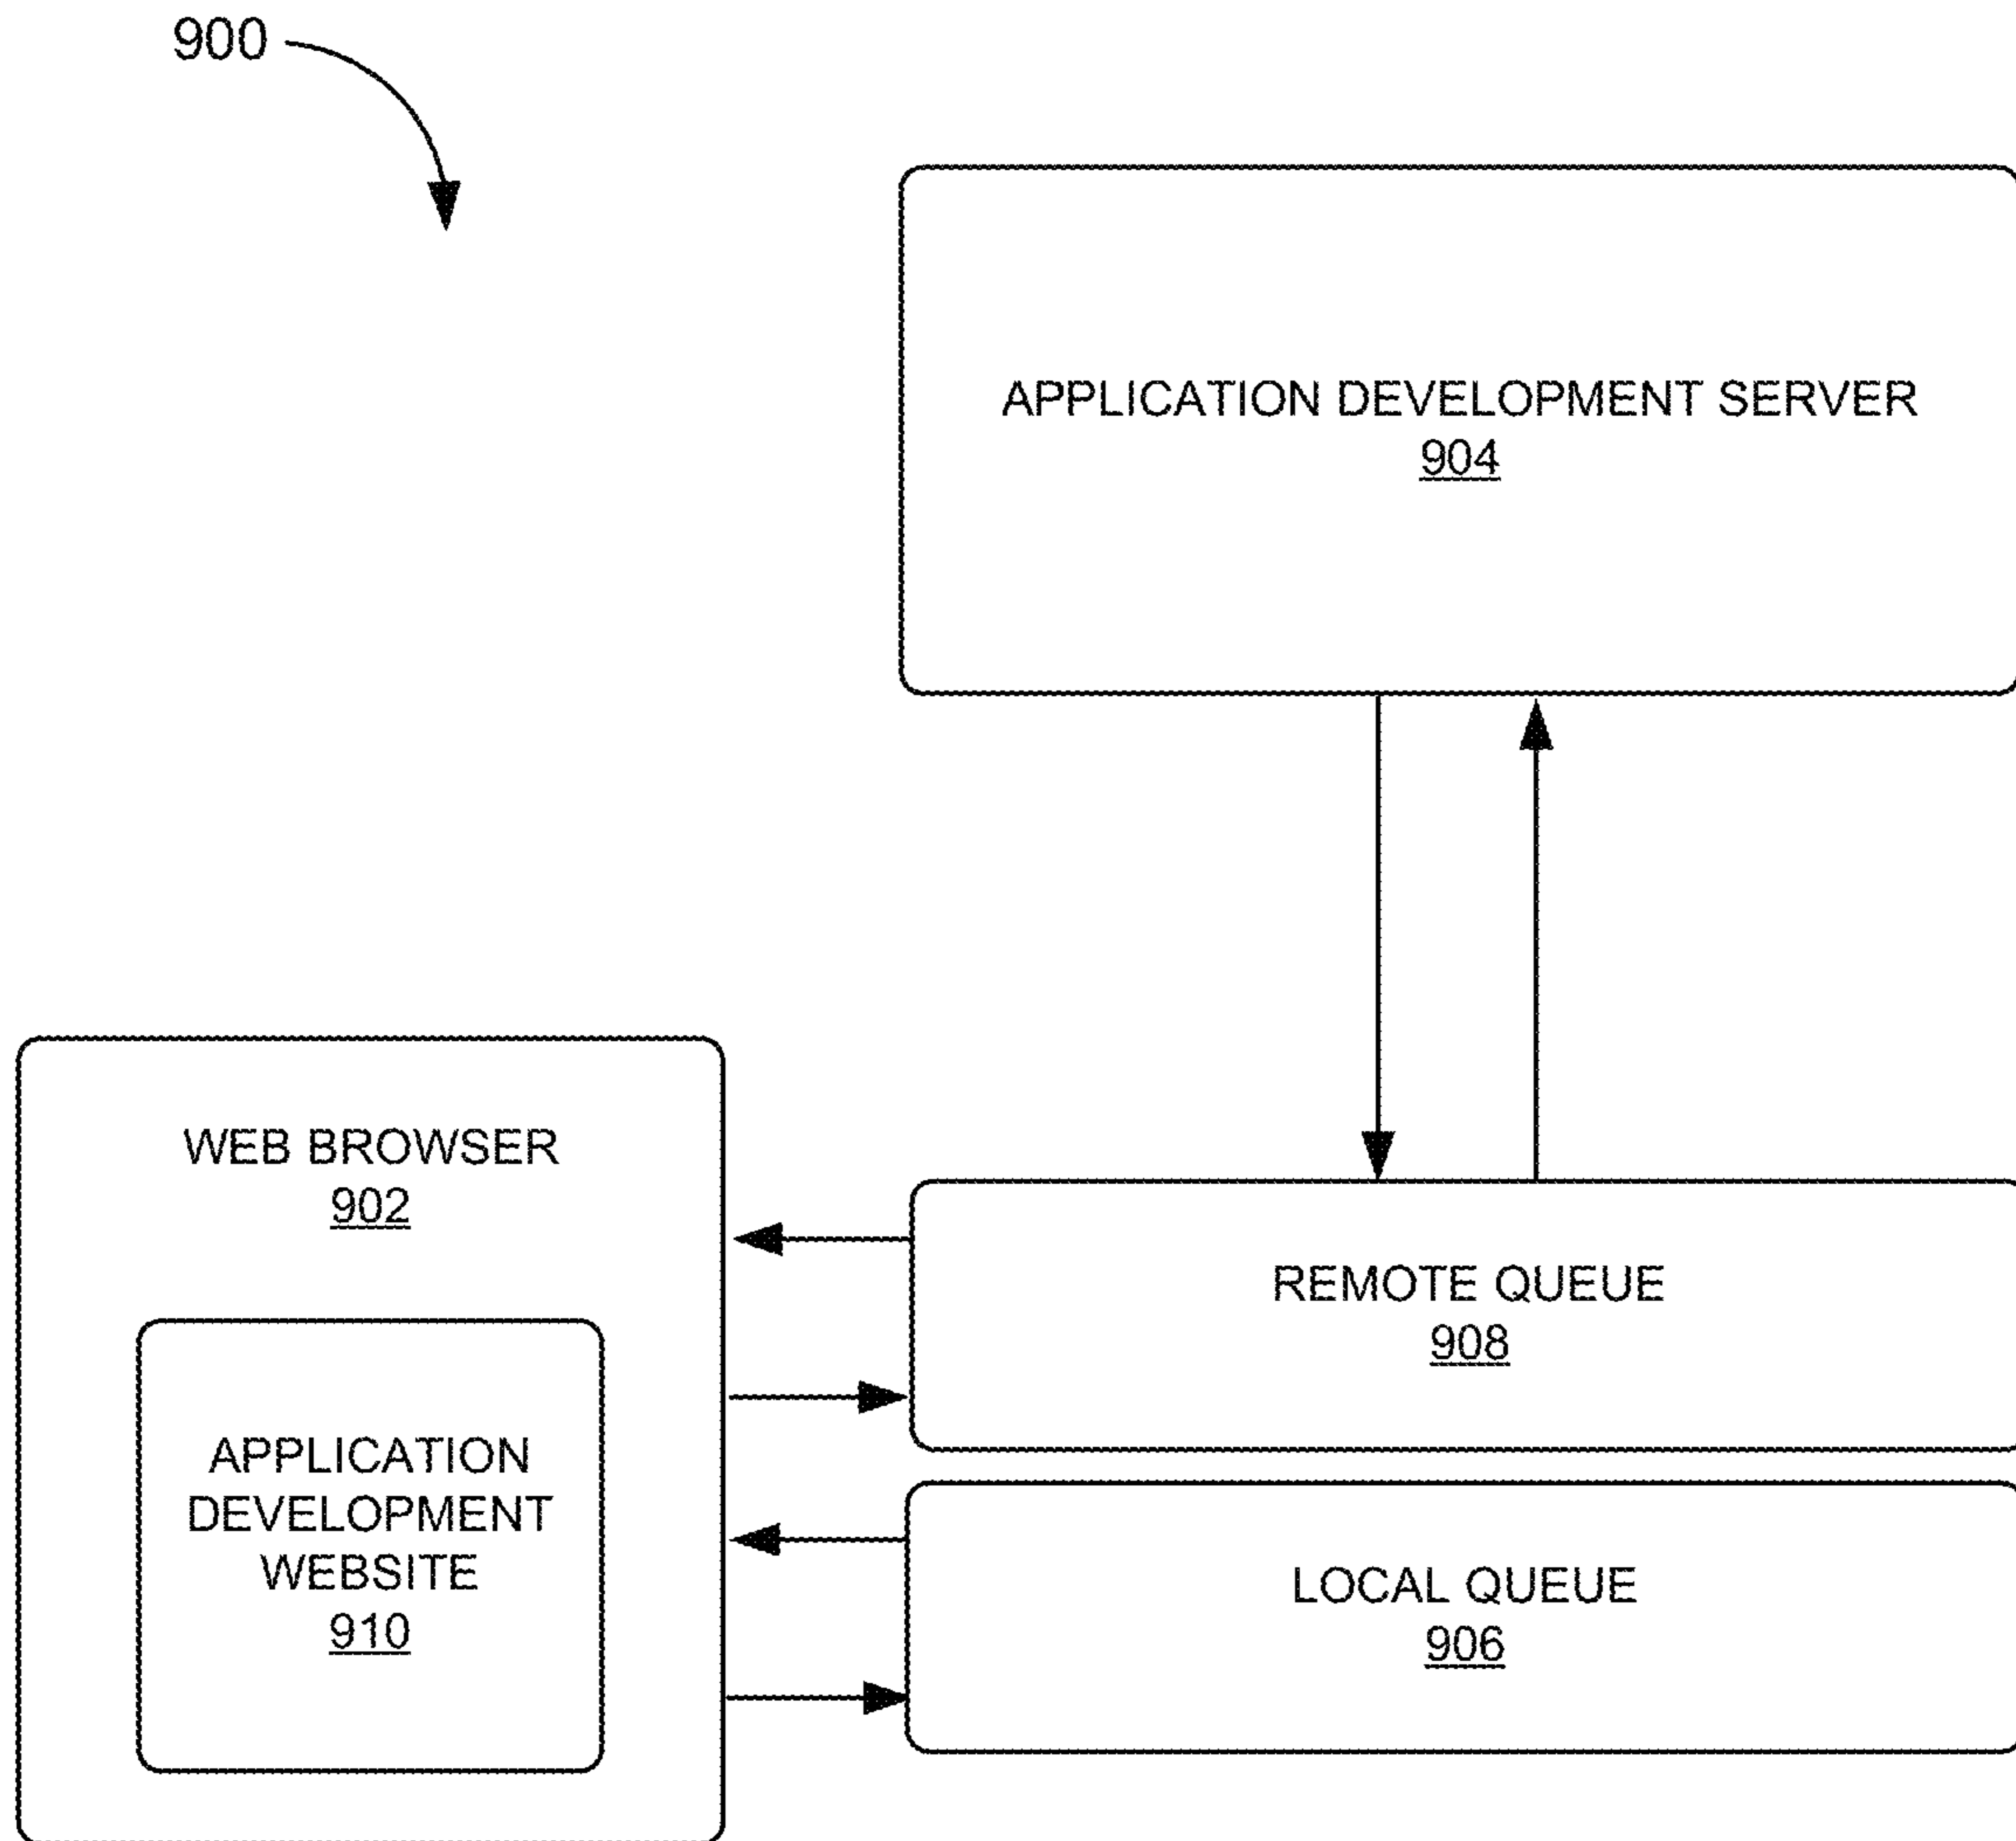 900
APPLICATION DEVELOPMENT SERVER
904
WEB BROWSER
902
REMOTE QUEUE
908
APPLICATION
DEVELOPMENT
WEBSITE
910
LOCAL QUEUE
906